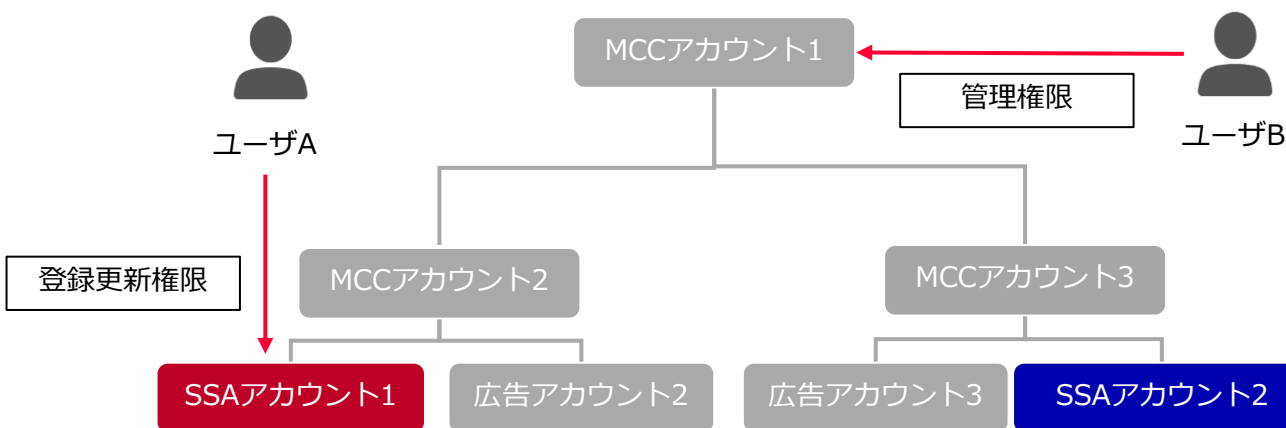 MCCアカウント1
管理権限
ユーザA
ユーザB
登録更新権限
MCCアカウント2
MCCアカウント3
SSAアカウント1
広告アカウント2
広告アカウント3
SSAアカウント2